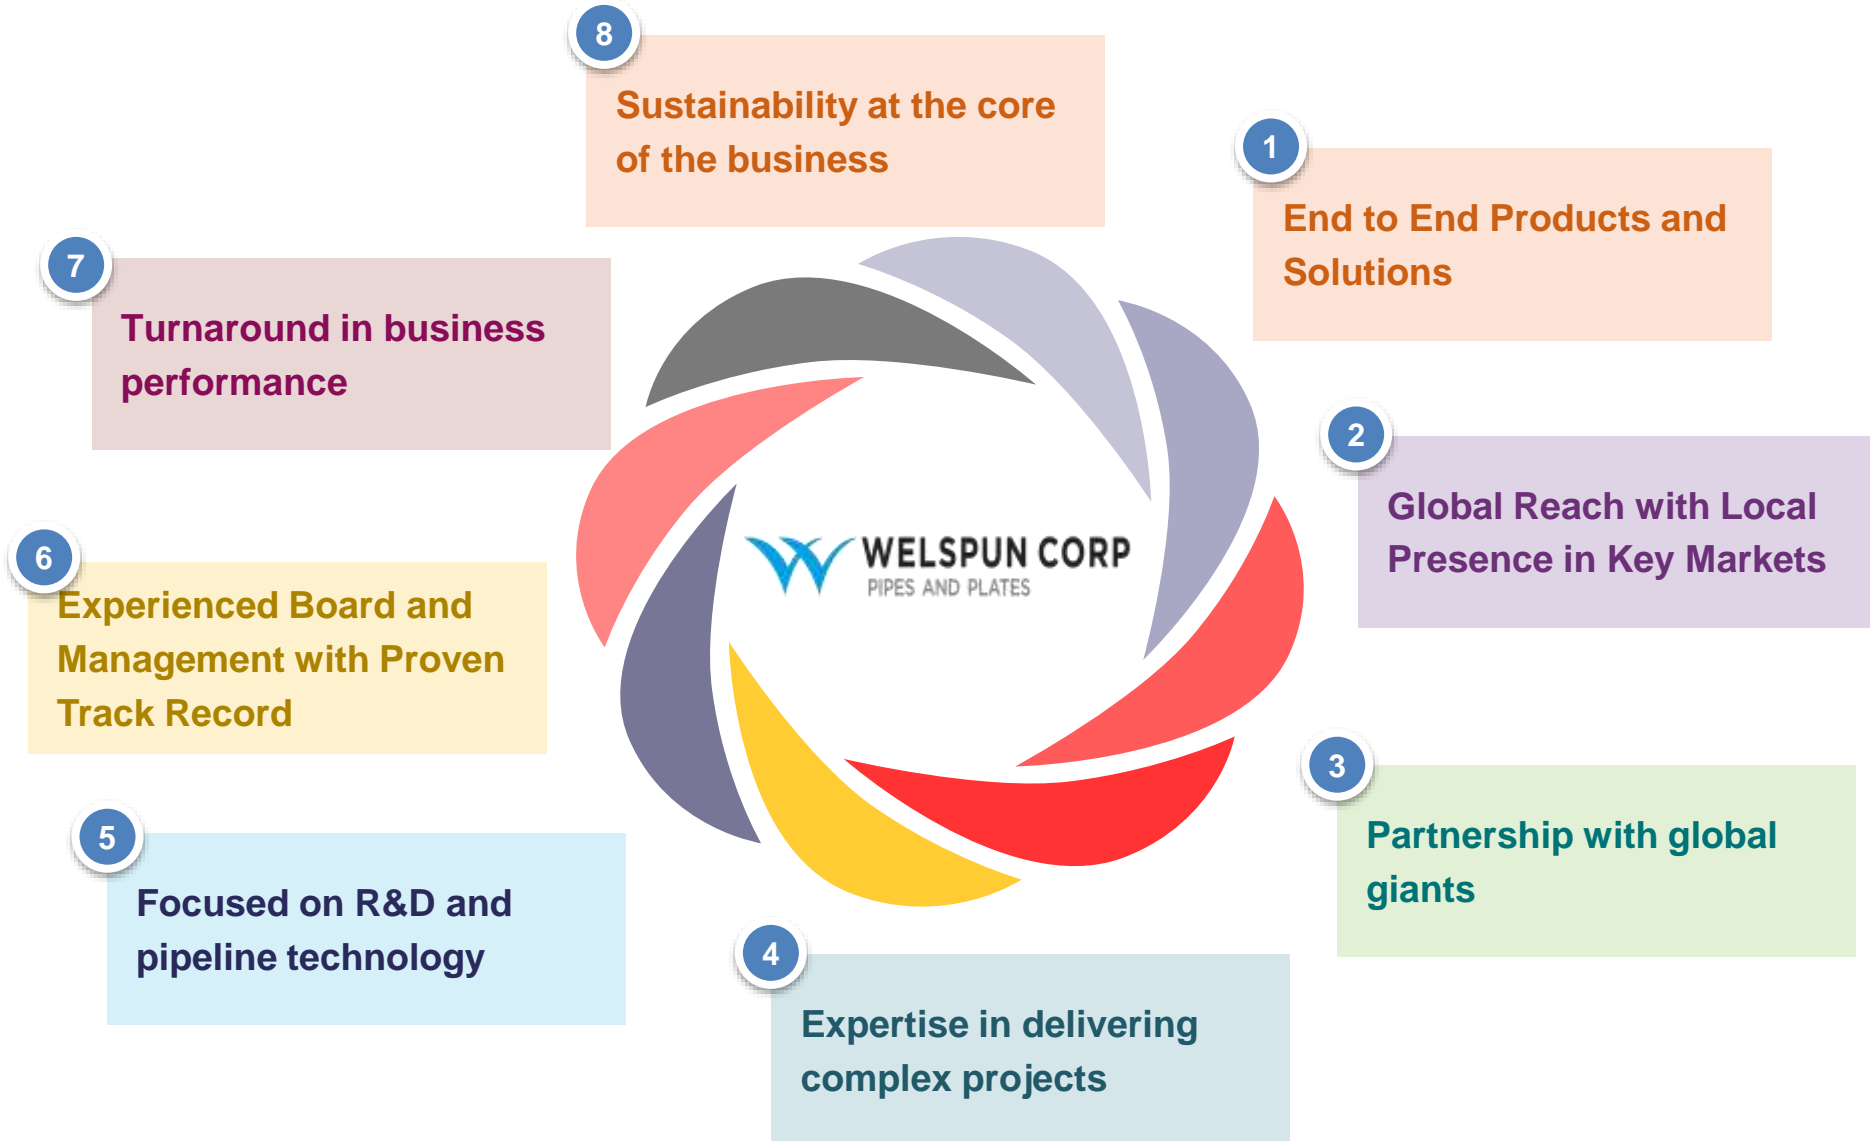 8
Sustainability at the core
of the business
1
End to End Products and
Solutions
7
Turnaround in business
performance
2
Global Reach with Local
Presence in Key Markets
WELSPUN CORP
PIPES AND PLATES
6
Experienced Board and
Management with Proven
Track Record
3
Partnership with global
giants
5
Focused on R&D and
pipeline technology
4
Expertise in delivering
complex projects